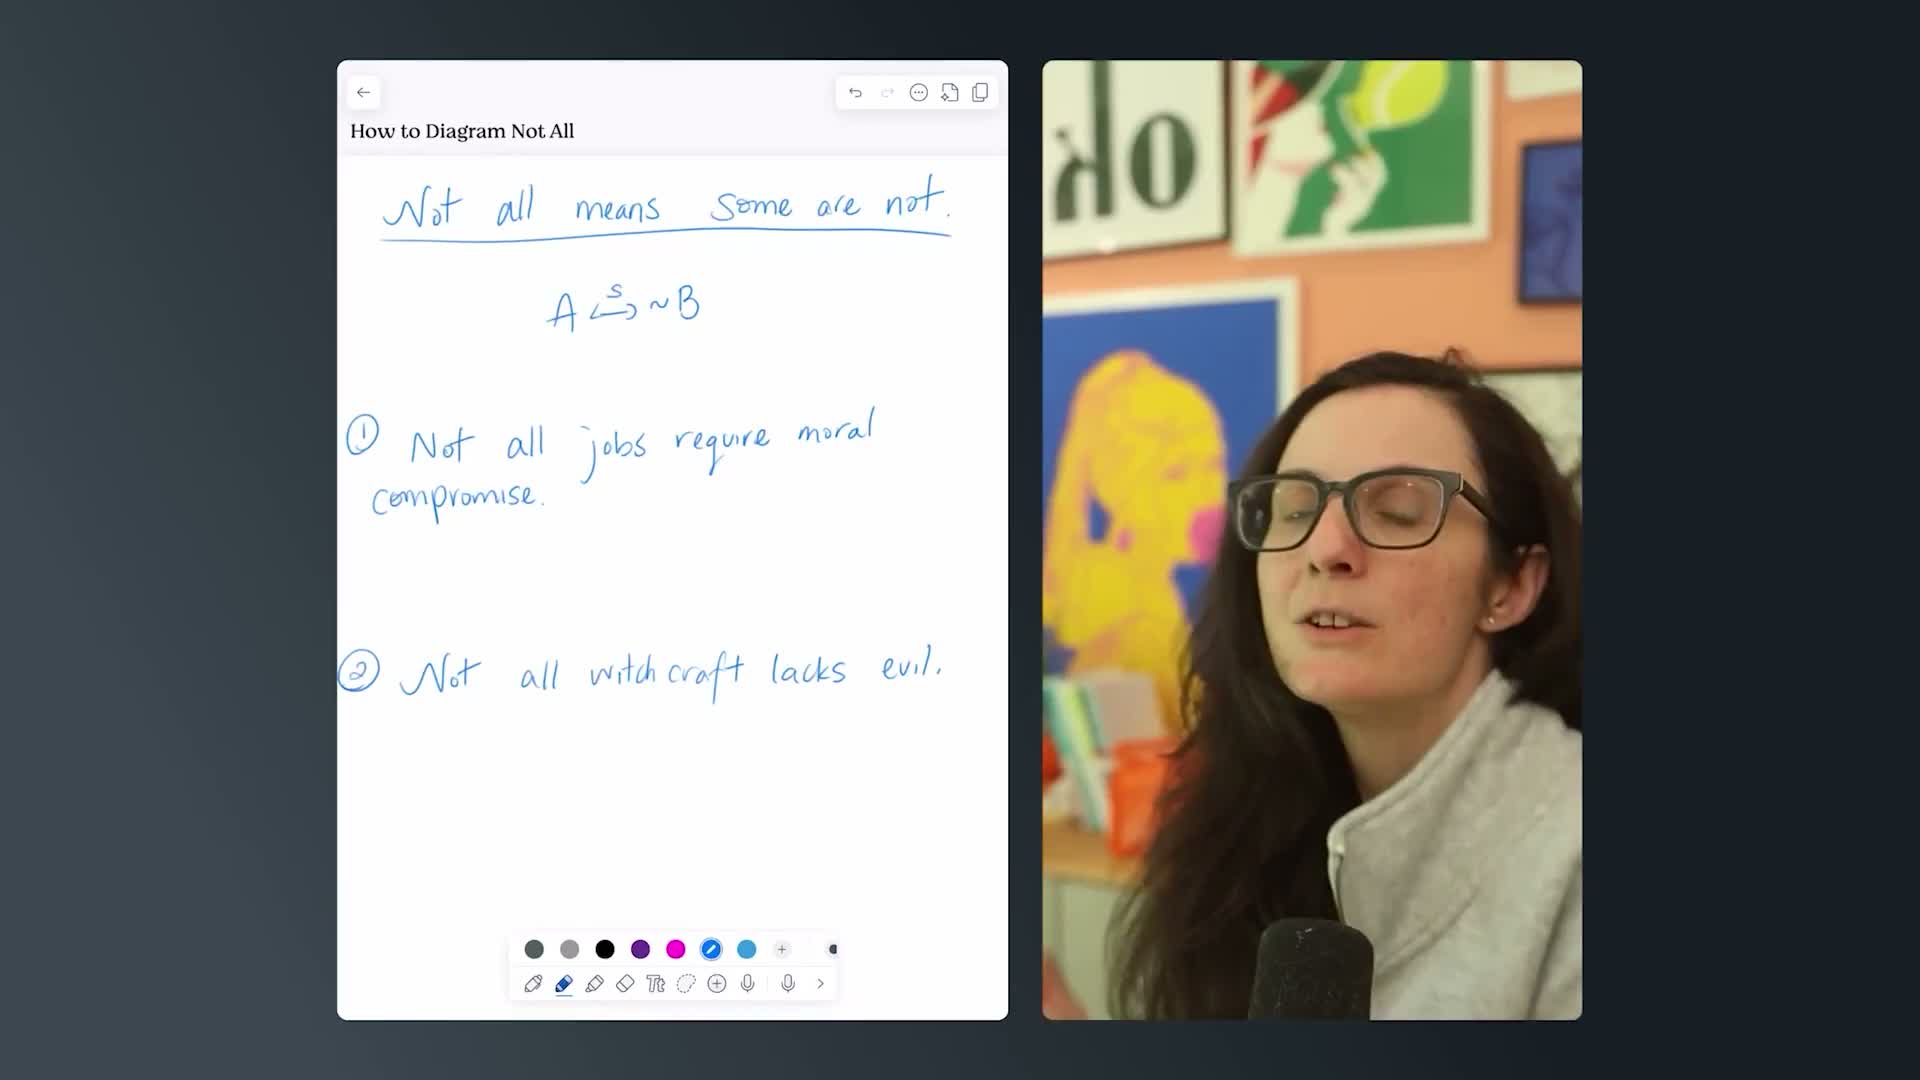 How to Diagram Not All
Not all means some are not.
A <-s-> ~B
① Not all jobs require moral
compromise.
② Not all witchcraft lacks evil.
Tt